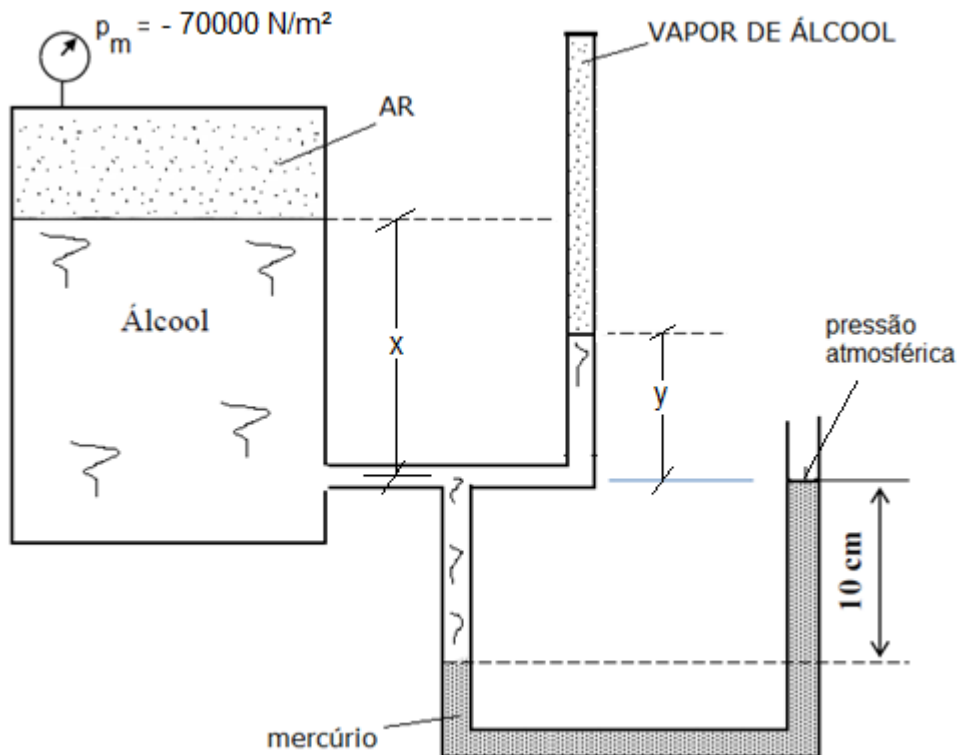 p_m = - 70000 N/m²
VAPOR DE ÁLCOOL
AR
Álcool
x
y
pressão
atmosférica
10 cm
mercúrio